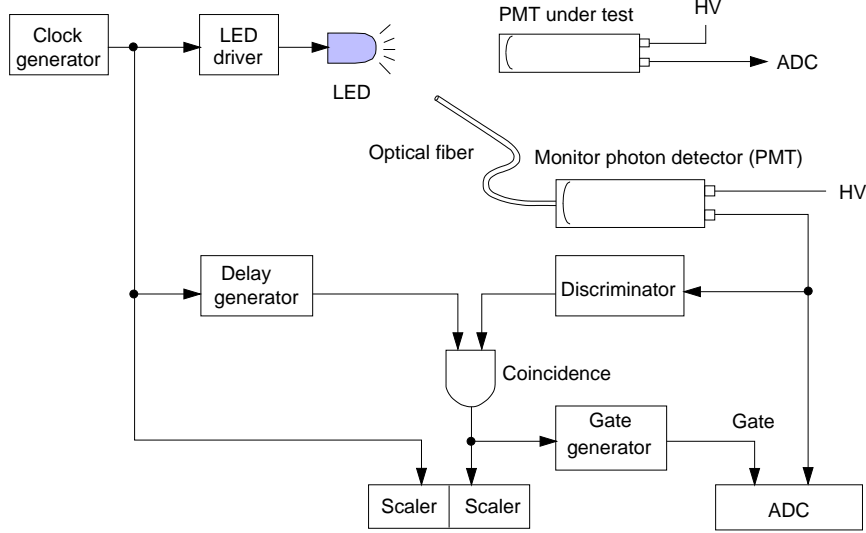 HV
PMT under test
Clock
generator
LED
driver
ADC
LED
Optical fiber
Monitor photon detector (PMT)
HV
Delay
generator
Discriminator
Coincidence
Gate
generator
Gate
Scaler
Scaler
ADC